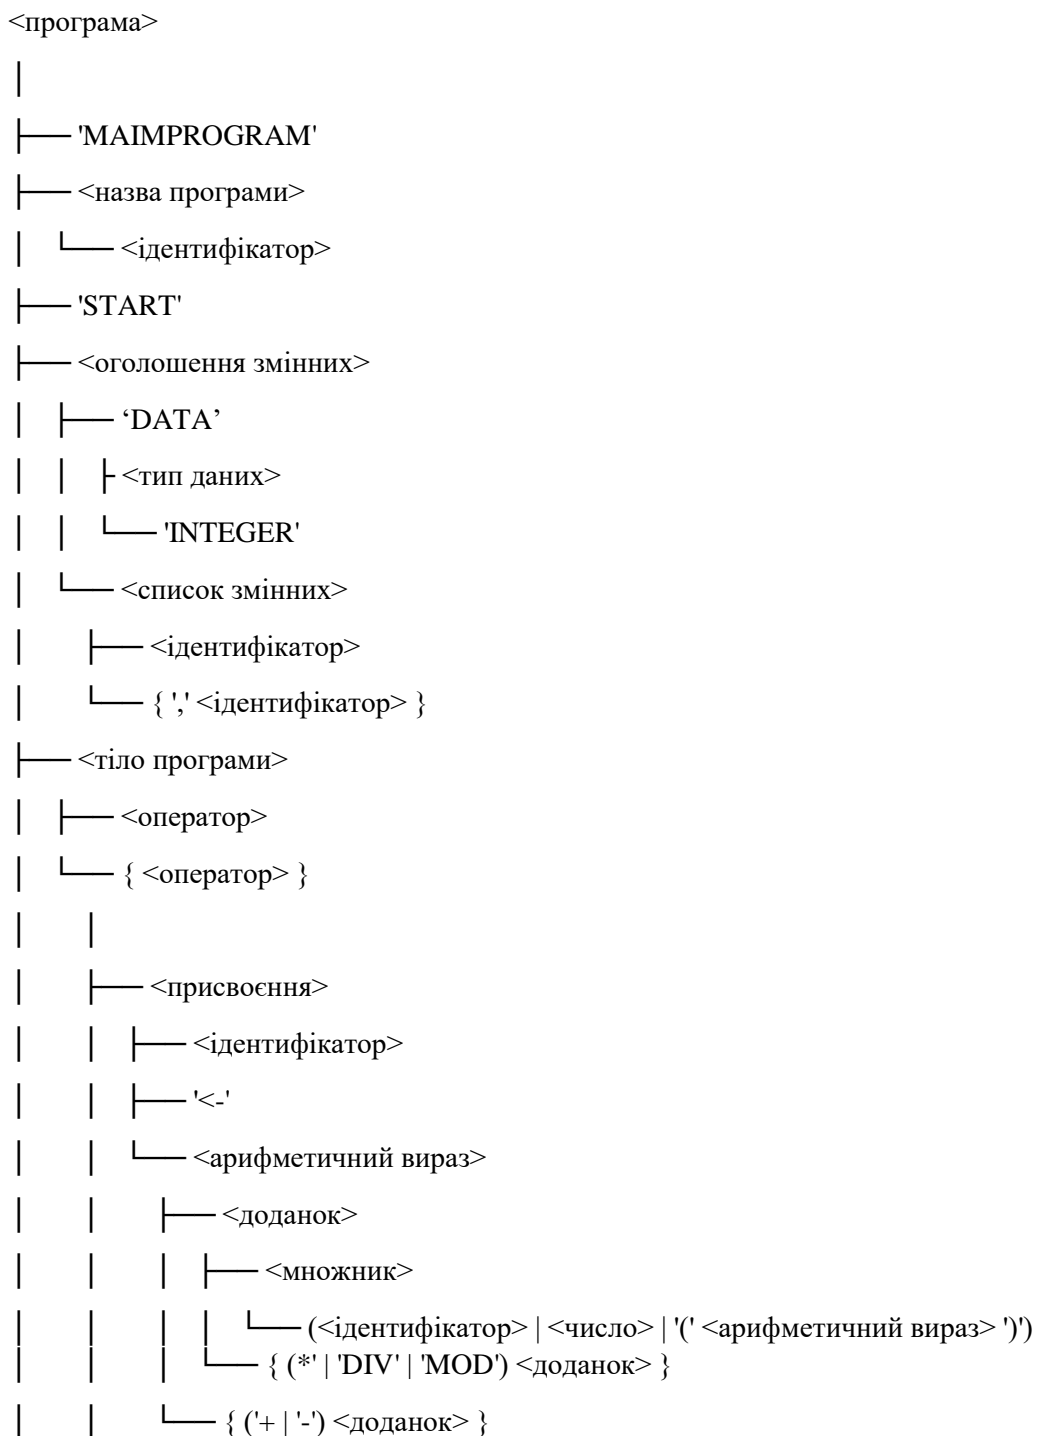 <програма>
'MAIMPROGRAM'
<назва програми>
<ідентифікатор>
'START'
<оголошення змінних>
‘DATA’
<тип даних>
'INTEGER'
<список змінних>
<ідентифікатор>
{ ',' <ідентифікатор> }
<тіло програми>
<оператор>
{ <оператор> }
<присвоєння>
<ідентифікатор>
'<-'
<арифметичний вираз>
<доданок>
<множник>
(<ідентифікатор> | <число> | '(' <арифметичний вираз> ')')
{ (*' | 'DIV' | 'MOD') <доданок> }
{ ('+ | '-') <доданок> }